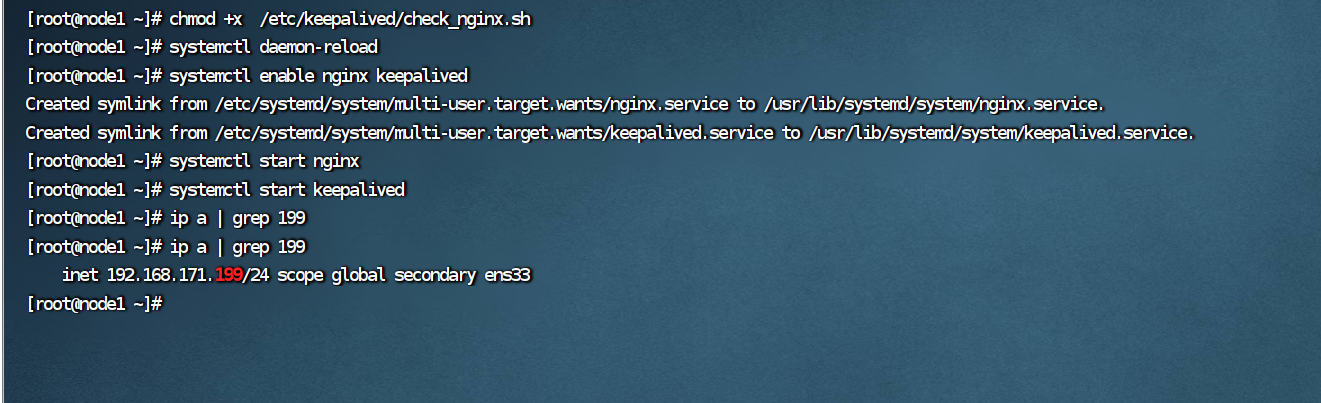 [root@node1 ~]# chmod +x  /etc/keepalived/check_nginx.sh
[root@node1 ~]# systemctl daemon-reload
[root@node1 ~]# systemctl enable nginx keepalived
Created symlink from /etc/systemd/system/multi-user.target.wants/nginx.service to /usr/lib/systemd/system/nginx.service.
Created symlink from /etc/systemd/system/multi-user.target.wants/keepalived.service to /usr/lib/systemd/system/keepalived.service.
[root@node1 ~]# systemctl start nginx
[root@node1 ~]# systemctl start keepalived
[root@node1 ~]# ip a | grep 199
[root@node1 ~]# ip a | grep 199
    inet 192.168.171.199/24 scope global secondary ens33
[root@node1 ~]#